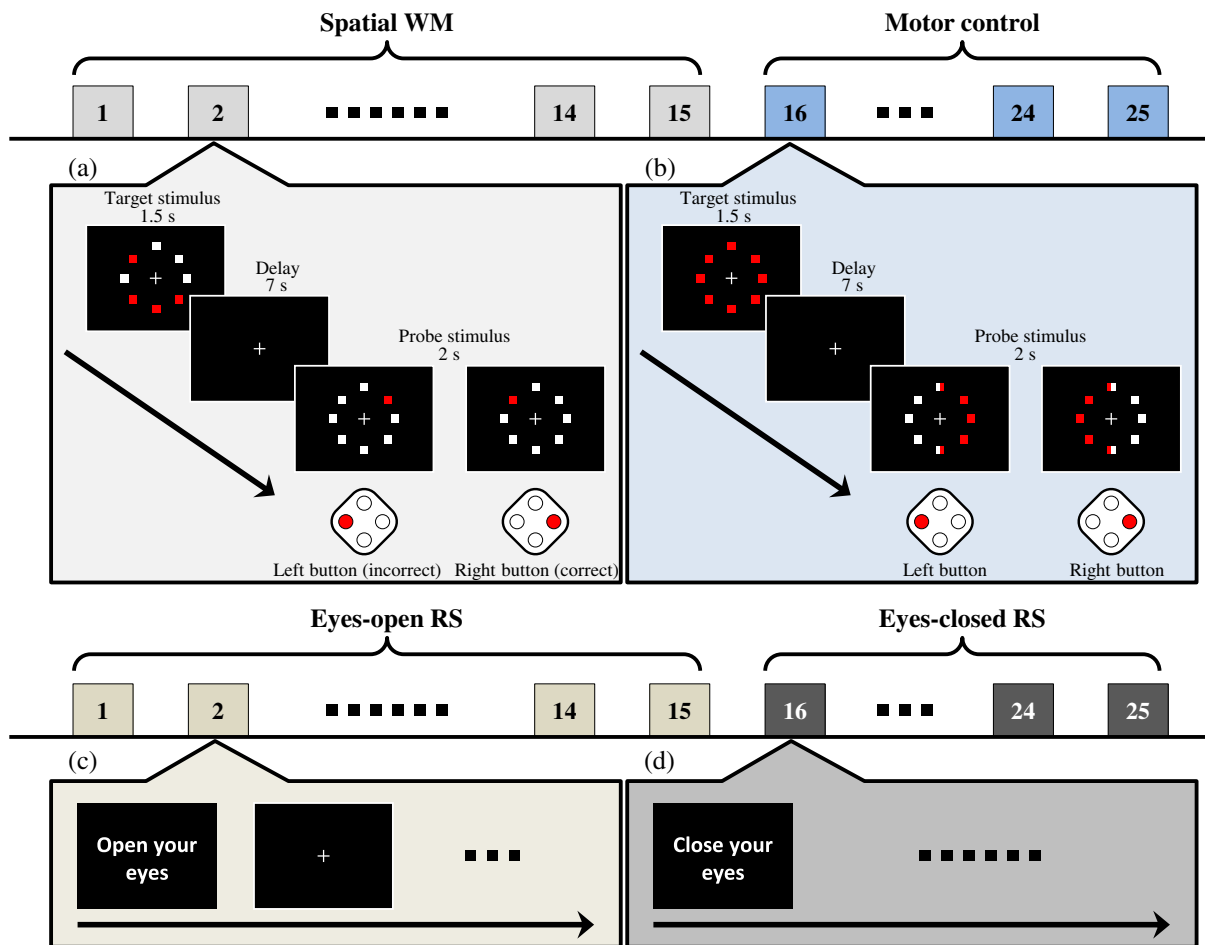 Spatial WM
Motor control
1 2 14 15 16 24 25
(a)
(b)
Target stimulus
1.5 s
Delay
7 s
Probe stimulus
2 s
Left button (incorrect)
Right button (correct)
Target stimulus
1.5 s
Delay
7 s
Probe stimulus
2 s
Left button
Right button
Eyes-open RS
Eyes-closed RS
1 2 14 15 16 24 25
(c)
(d)
Open your
eyes
Close your
eyes